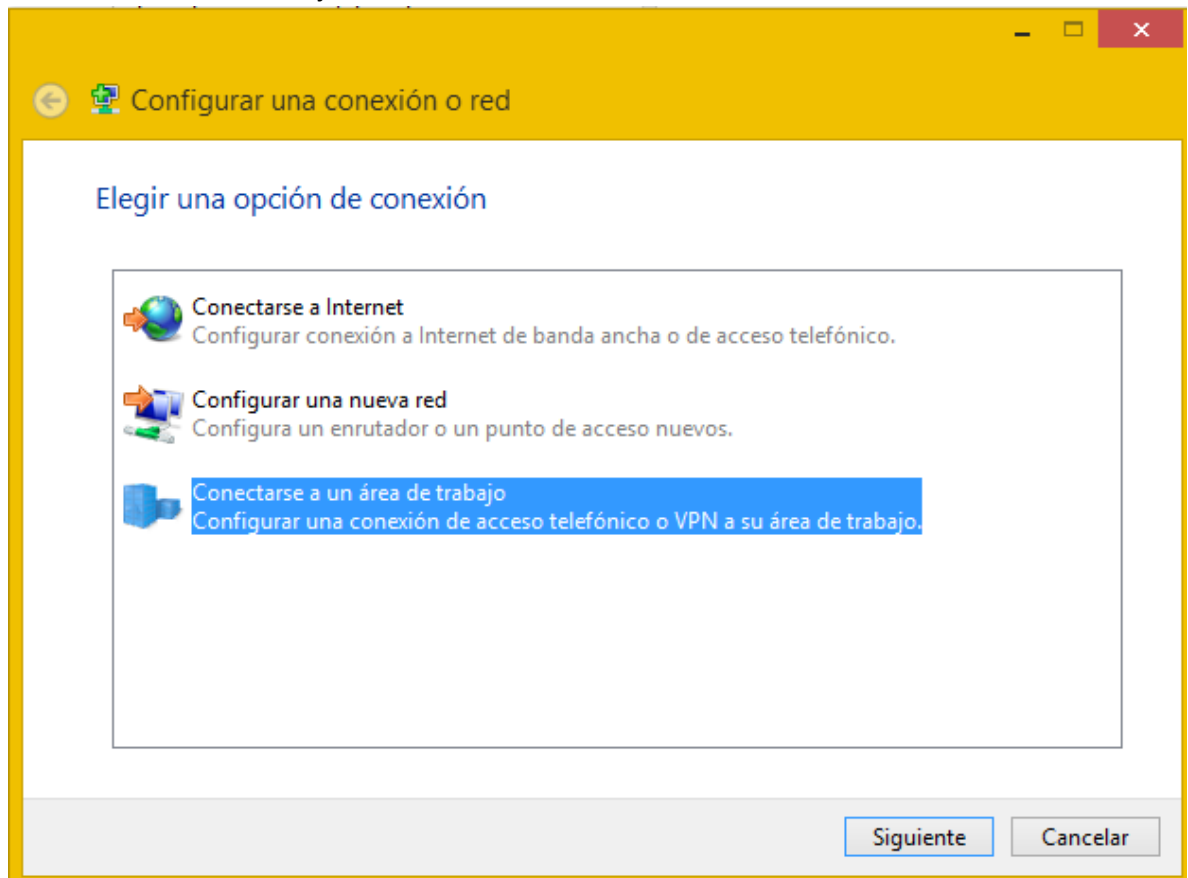 Configurar una conexión o red
Elegir una opción de conexión
Conectarse a Internet
Configurar conexión a Internet de banda ancha o de acceso telefónico.
Configurar una nueva red
Configura un enrutador o un punto de acceso nuevos.
Conectarse a un área de trabajo
Configurar una conexión de acceso telefónico o VPN a su área de trabajo.
Siguiente
Cancelar